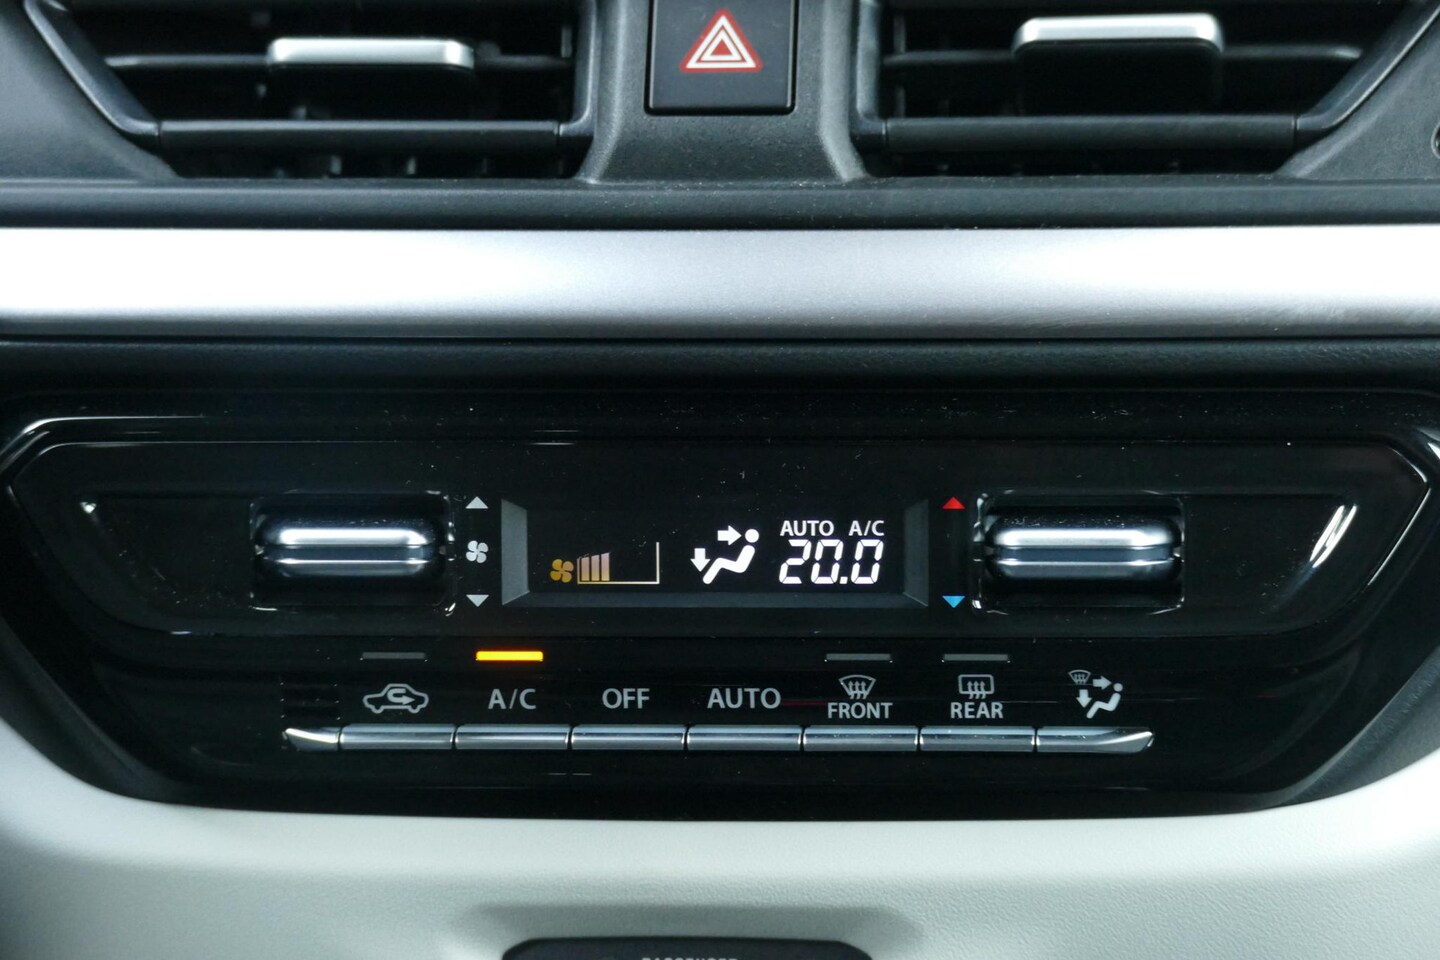 AUTO A/C
20.0
A/C OFF AUTO FRONT REAR